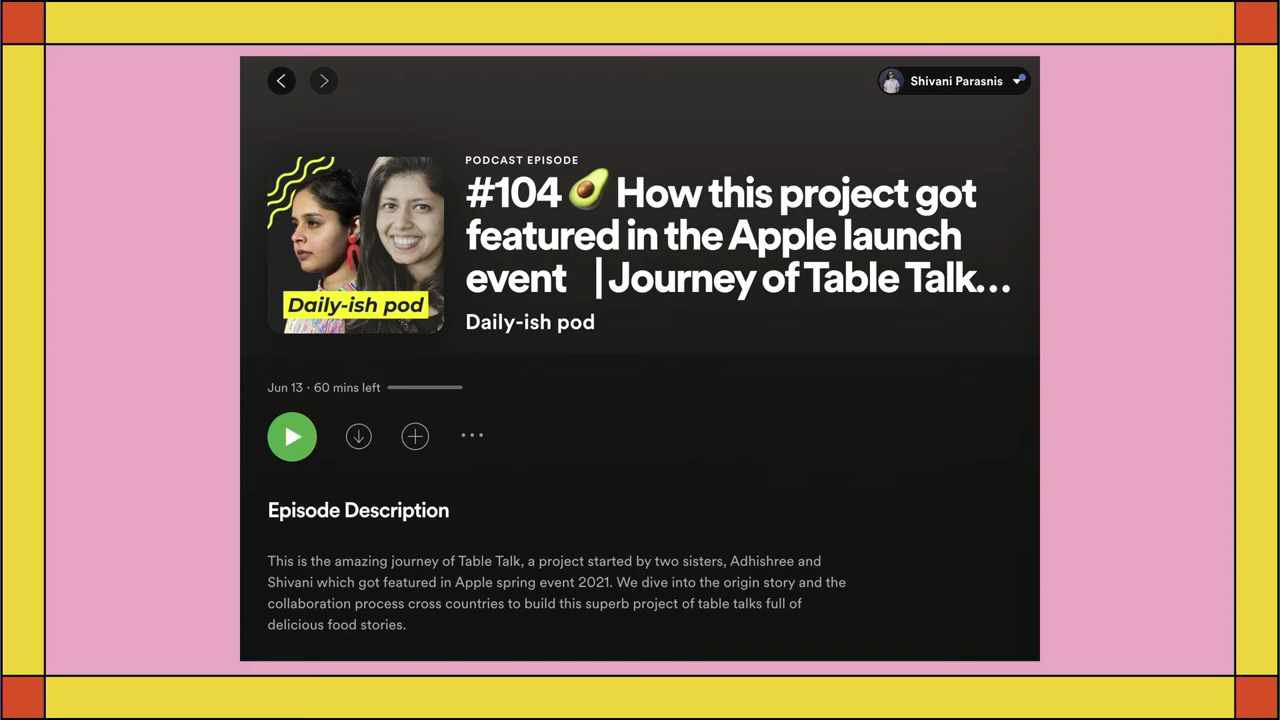 Shivani Parasnis
PODCAST EPISODE
#104 🥑 How this project got
featured in the Apple launch
event | Journey of Table Talk...
Daily-ish pod
Daily-ish pod
Jun 13 · 60 mins left
Episode Description
This is the amazing journey of Table Talk, a project started by two sisters, Adhishree and
Shivani which got featured in Apple spring event 2021. We dive into the origin story and the
collaboration process cross countries to build this superb project of table talks full of
delicious food stories.